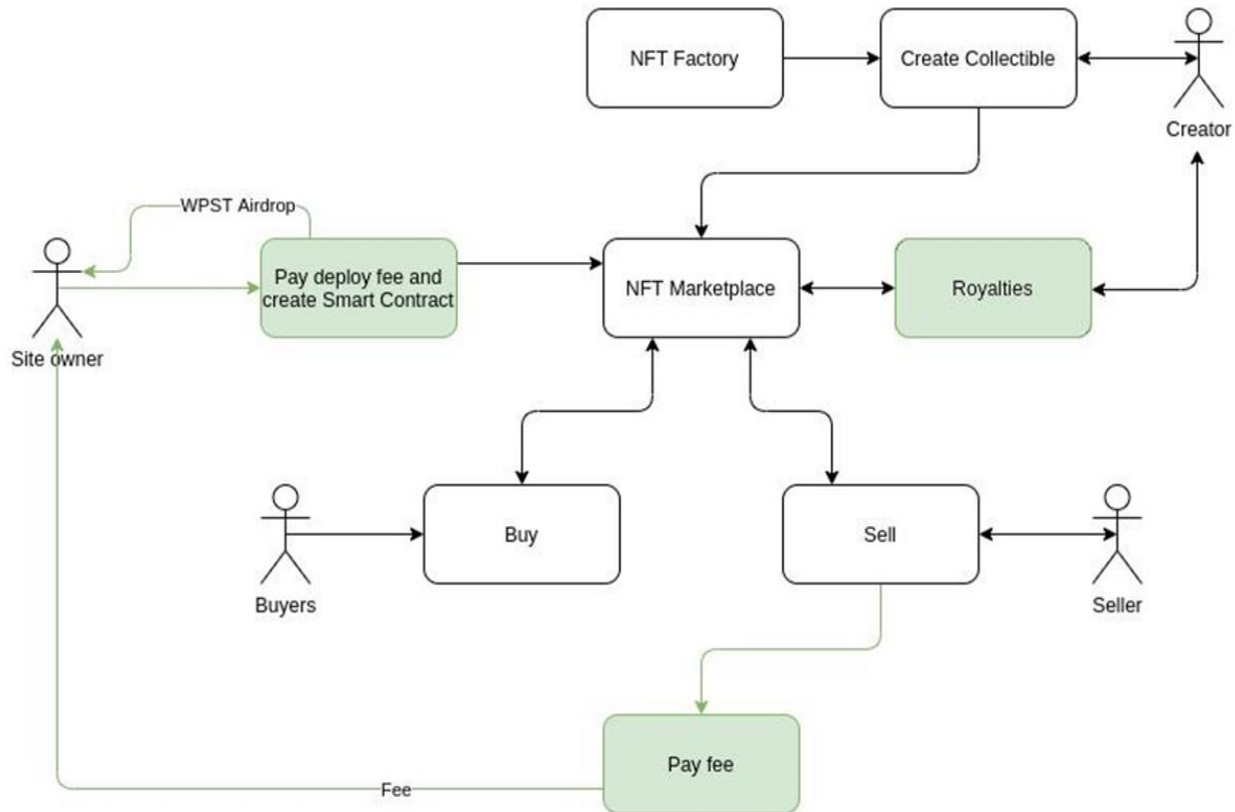 NFT Factory
Create Collectible
Creator
WPST Airdrop
Pay deploy fee and
create Smart Contract
NFT Marketplace
Royalties
Site owner
Buy
Sell
Buyers
Seller
Pay fee
Fee